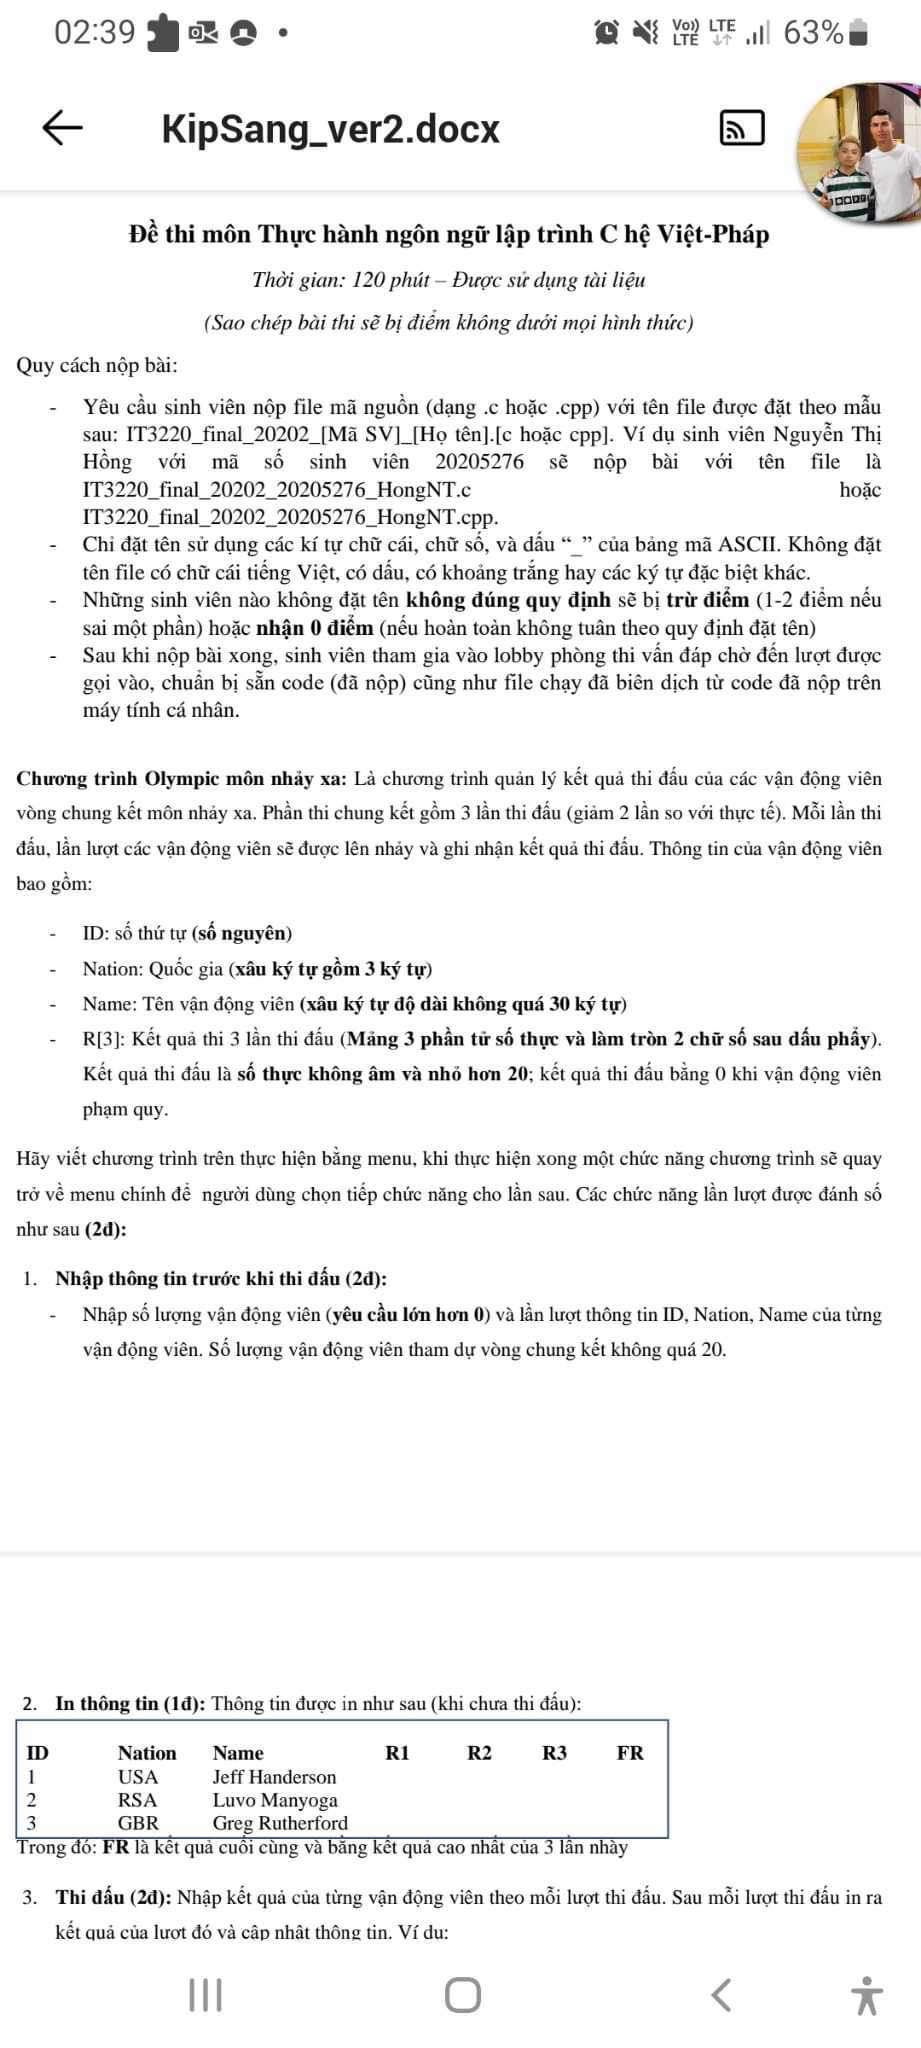 02:39
Vo)) LTE
LTE
63%
KipSang_ver2.docx
Đề thi môn Thực hành ngôn ngữ lập trình C hệ Việt-Pháp
Thời gian: 120 phút – Được sử dụng tài liệu
(Sao chép bài thi sẽ bị điểm không dưới mọi hình thức)
Quy cách nộp bài:
- Yêu cầu sinh viên nộp file mã nguồn (dạng .c hoặc .cpp) với tên file được đặt theo mẫu
sau: IT3220_final_20202_[Mã SV]_[Họ tên].[c hoặc cpp]. Ví dụ sinh viên Nguyễn Thị
Hồng với mã số sinh viên 20205276 sẽ nộp bài với tên file là
IT3220_final_20202_20205276_HongNT.c hoặc
IT3220_final_20202_20205276_HongNT.cpp.
- Chỉ đặt tên sử dụng các kí tự chữ cái, chữ số, và dấu “_” của bảng mã ASCII. Không đặt
tên file có chữ cái tiếng Việt, có dấu, có khoảng trắng hay các ký tự đặc biệt khác.
- Những sinh viên nào không đặt tên không đúng quy định sẽ bị trừ điểm (1-2 điểm nếu
sai một phần) hoặc nhận 0 điểm (nếu hoàn toàn không tuân theo quy định đặt tên)
- Sau khi nộp bài xong, sinh viên tham gia vào lobby phòng thi vấn đáp chờ đến lượt được
gọi vào, chuẩn bị sẵn code (đã nộp) cũng như file chạy đã biên dịch từ code đã nộp trên
máy tính cá nhân.
Chương trình Olympic môn nhảy xa: Là chương trình quản lý kết quả thi đấu của các vận động viên
vòng chung kết môn nhảy xa. Phần thi chung kết gồm 3 lần thi đấu (giảm 2 lần so với thực tế). Mỗi lần thi
đấu, lần lượt các vận động viên sẽ được lên nhảy và ghi nhận kết quả thi đấu. Thông tin của vận động viên
bao gồm:
- ID: số thứ tự (số nguyên)
- Nation: Quốc gia (xâu ký tự gồm 3 ký tự)
- Name: Tên vận động viên (xâu ký tự độ dài không quá 30 ký tự)
- R[3]: Kết quả thi 3 lần thi đấu (Mảng 3 phần tử số thực và làm tròn 2 chữ số sau dấu phẩy).
Kết quả thi đấu là số thực không âm và nhỏ hơn 20; kết quả thi đấu bằng 0 khi vận động viên
phạm quy.
Hãy viết chương trình trên thực hiện bằng menu, khi thực hiện xong một chức năng chương trình sẽ quay
trở về menu chính để người dùng chọn tiếp chức năng cho lần sau. Các chức năng lần lượt được đánh số
như sau (2đ):
1. Nhập thông tin trước khi thi đấu (2đ):
- Nhập số lượng vận động viên (yêu cầu lớn hơn 0) và lần lượt thông tin ID, Nation, Name của từng
vận động viên. Số lượng vận động viên tham dự vòng chung kết không quá 20.
2. In thông tin (1đ): Thông tin được in như sau (khi chưa thi đấu):
ID Nation Name R1 R2 R3 FR
1 USA Jeff Handerson
2 RSA Luvo Manyoga
3 GBR Greg Rutherford
Trong đó: FR là kết quả cuối cùng và bằng kết quả cao nhất của 3 lần nhảy
3. Thi đấu (2đ): Nhập kết quả của từng vận động viên theo mỗi lượt thi đấu. Sau mỗi lượt thi đấu in ra
kết quả của lượt đó và cập nhật thông tin. Ví dụ: